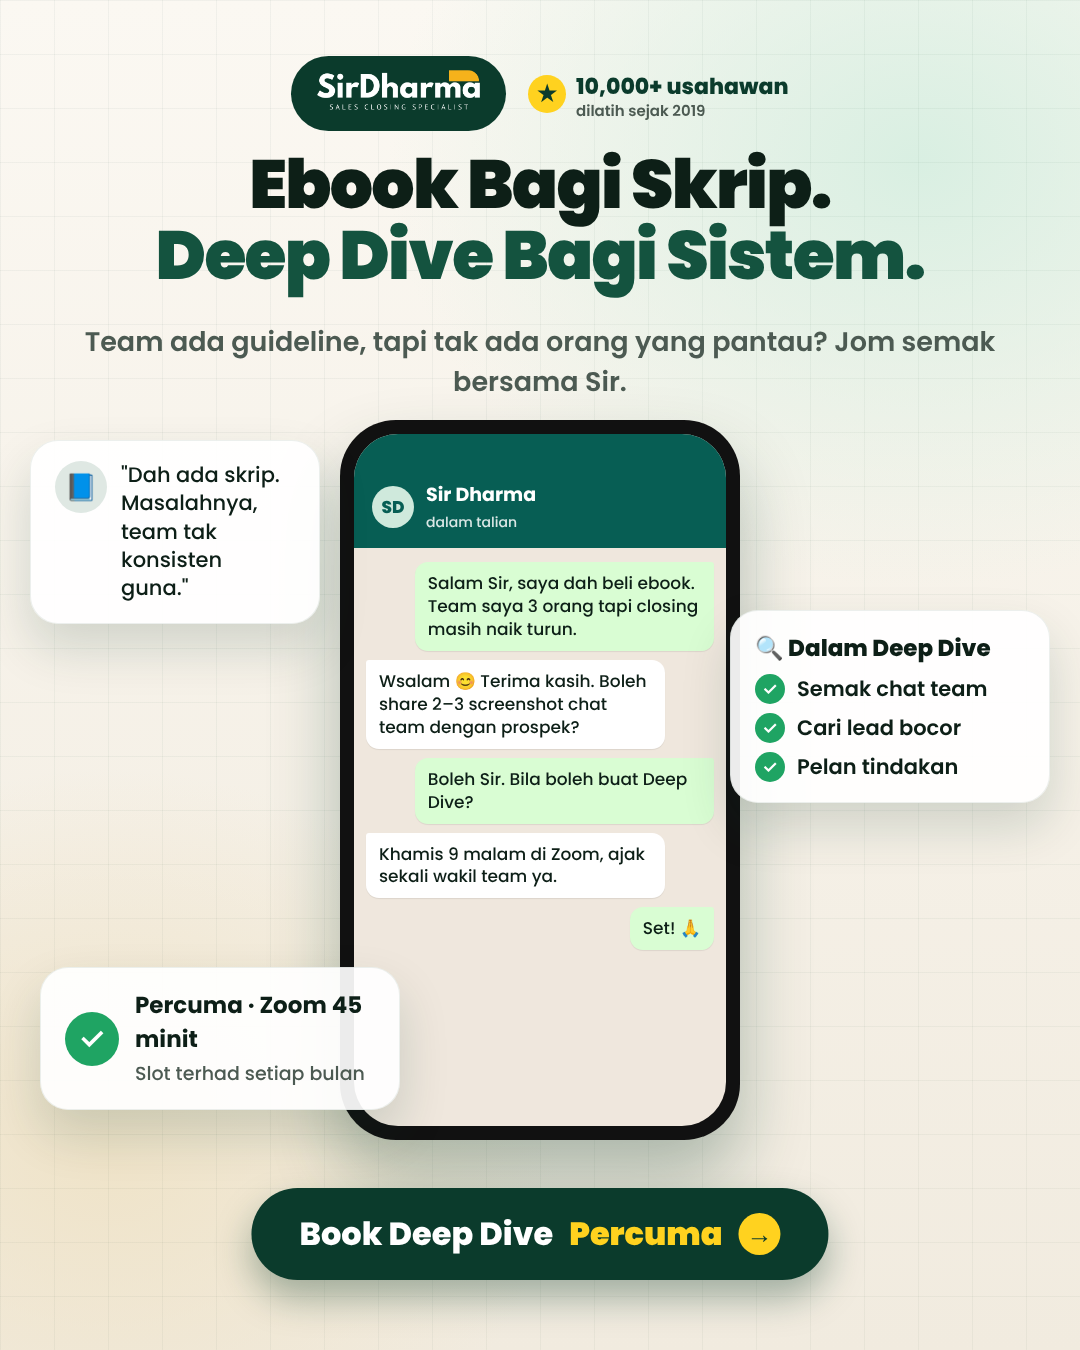 SirDharma
SALES CLOSING SPECIALIST
★
10,000+ usahawan
dilatih sejak 2019
Ebook Bagi Skrip.
Deep Dive Bagi Sistem.
Team ada guideline, tapi tak ada orang yang pantau? Jom semak
bersama Sir.
📘
"Dah ada skrip.
Masalahnya,
team tak
konsisten
guna."
SD
Sir Dharma
dalam talian
Salam Sir, saya dah beli ebook.
Team saya 3 orang tapi closing
masih naik turun.
Wsalam 😊 Terima kasih. Boleh
share 2–3 screenshot chat
team dengan prospek?
Boleh Sir. Bila boleh buat Deep
Dive?
Khamis 9 malam di Zoom, ajak
sekali wakil team ya.
Set! 🙏
🔍 Dalam Deep Dive
Semak chat team
Cari lead bocor
Pelan tindakan
Percuma · Zoom 45
minit
Slot terhad setiap bulan
Book Deep Dive Percuma →